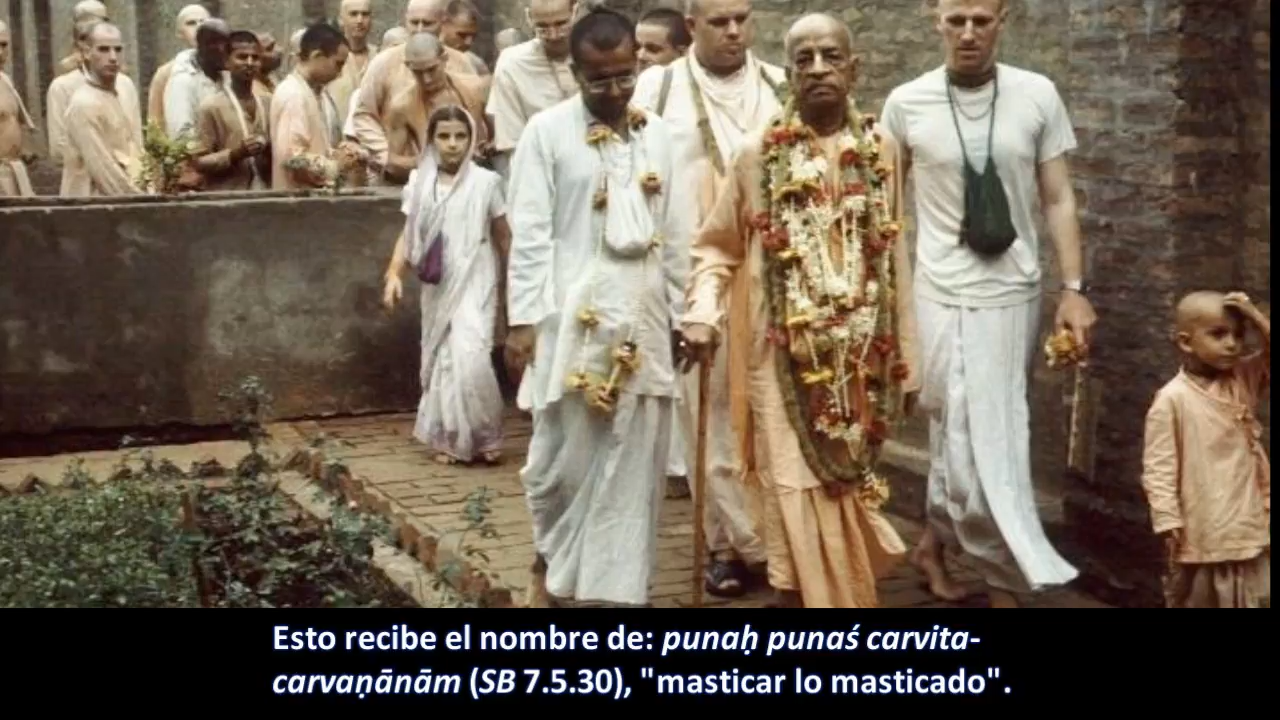 Esto recibe el nombre de: punaḥ punaś carvita-
carvaṇānām (SB 7.5.30), "masticar lo masticado".